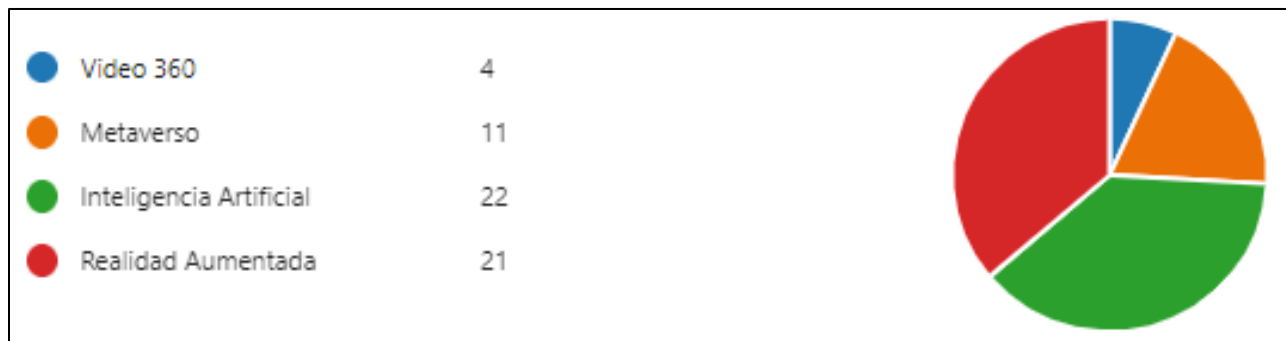 Video 360 4
Metaverso 11
Inteligencia Artificial 22
Realidad Aumentada 21